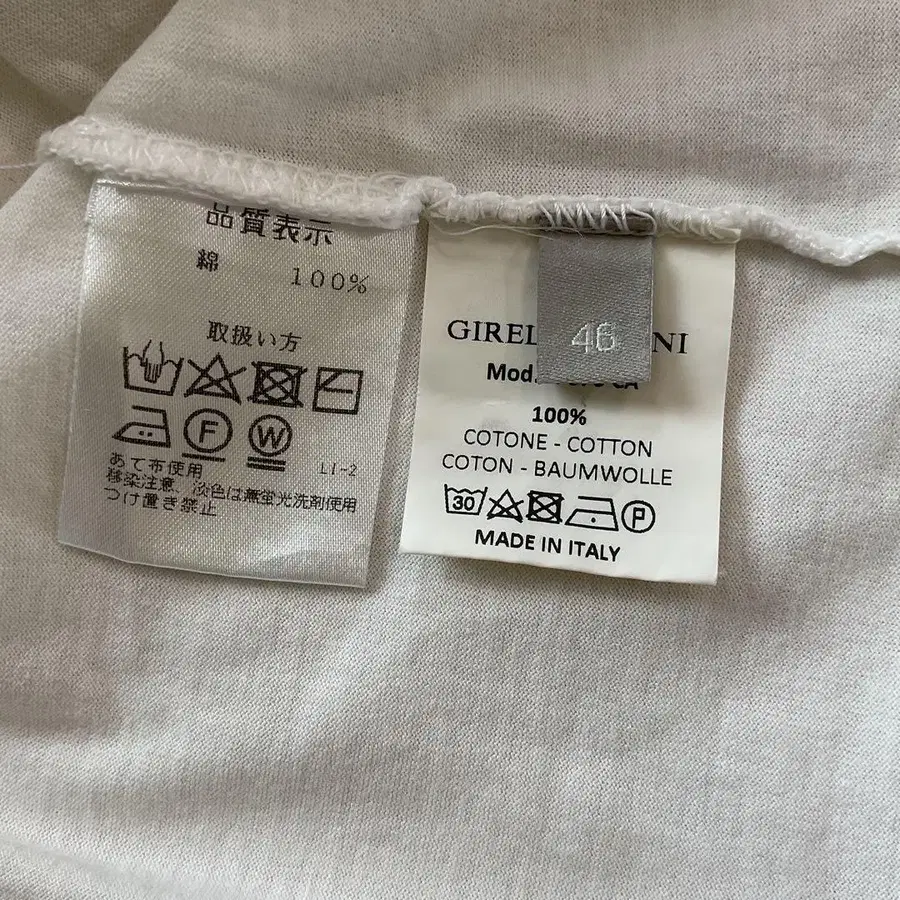 品質表示
綿 100%
取扱い方
F W
あて布使用 LI-2
移染注意、淡色は無蛍光洗剤使用
つけ置き禁止
46
Mod.
100%
COTONE - COTTON
COTON - BAUMWOLLE
30 P
MADE IN ITALY